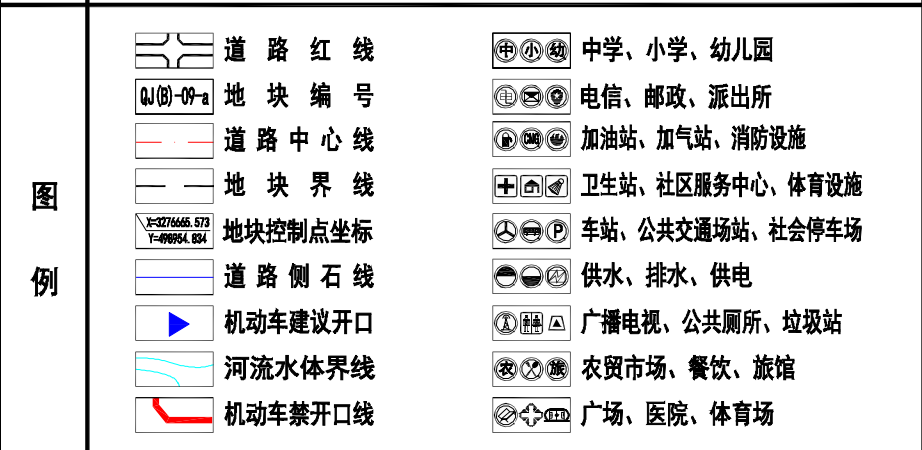 图例
道路红线
中 小 幼 中学、小学、幼儿园
QJ(B)-09-a 地块编号
电 电信、邮政、派出所
道路中心线
CNG 加油站、加气站、消防设施
地块界线
卫生站、社区服务中心、体育设施
X=3276665.573
Y=498954.834
地块控制点坐标
P 车站、公共交通场站、社会停车场
道路侧石线
供水、排水、供电
机动车建议开口
广播电视、公共厕所、垃圾站
河流水体界线
农 旅 农贸市场、餐饮、旅馆
机动车禁开口线
广场、医院、体育场